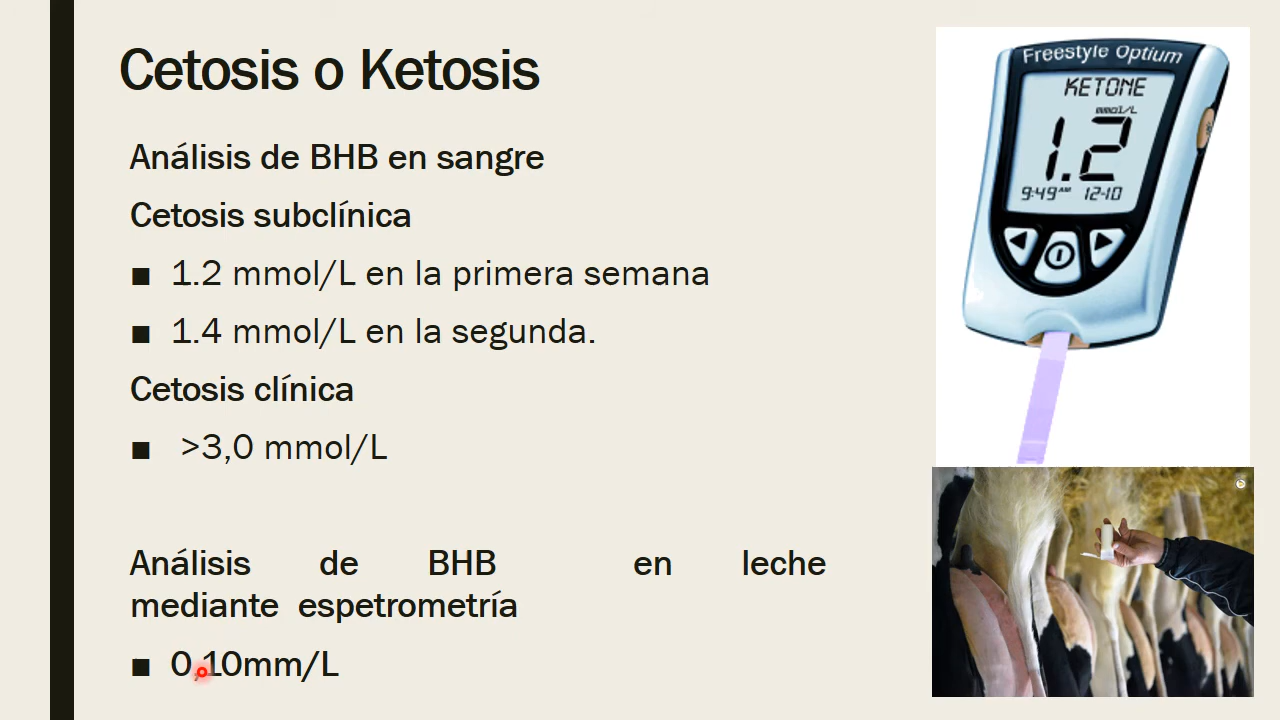 Cetosis o Ketosis
Análisis de BHB en sangre
Cetosis subclínica
■ 1.2 mmol/L en la primera semana
■ 1.4 mmol/L en la segunda.
Cetosis clínica
■ >3,0 mmol/L
Análisis de BHB en leche
mediante espetrometría
■ 0,10mm/L
Freestyle Optium
KETONE
mmol/L
1.2
9:49 AM 12-10